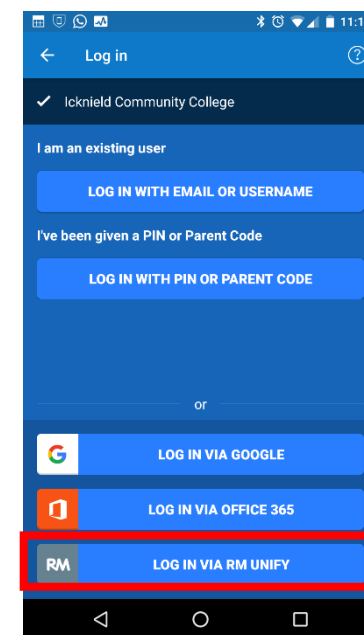 11:1
Log in
Icknield Community College
I am an existing user
LOG IN WITH EMAIL OR USERNAME
I've been given a PIN or Parent Code
LOG IN WITH PIN OR PARENT CODE
or
G LOG IN VIA GOOGLE
LOG IN VIA OFFICE 365
RM LOG IN VIA RM UNIFY